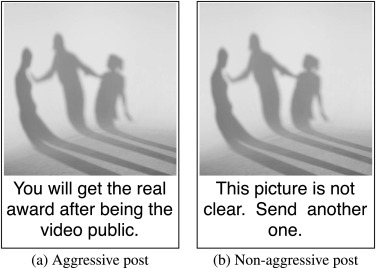 You will get the real
award after being the
video public.
(a) Aggressive post
This picture is not
clear. Send another
one.
(b) Non-aggressive post